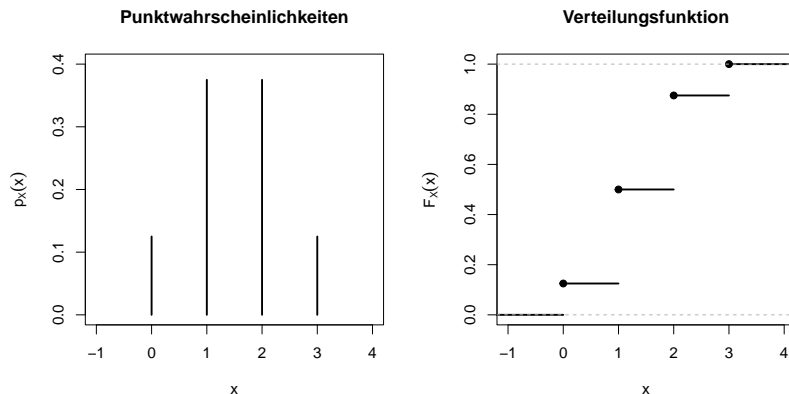 Punktwahrscheinlichkeiten
0.4
0.3
0.2
0.1
0.0
pX(x)
−1 0 1 2 3 4
x
Verteilungsfunktion
1.0
0.8
0.6
0.4
0.2
0.0
FX(x)
−1 0 1 2 3 4
x